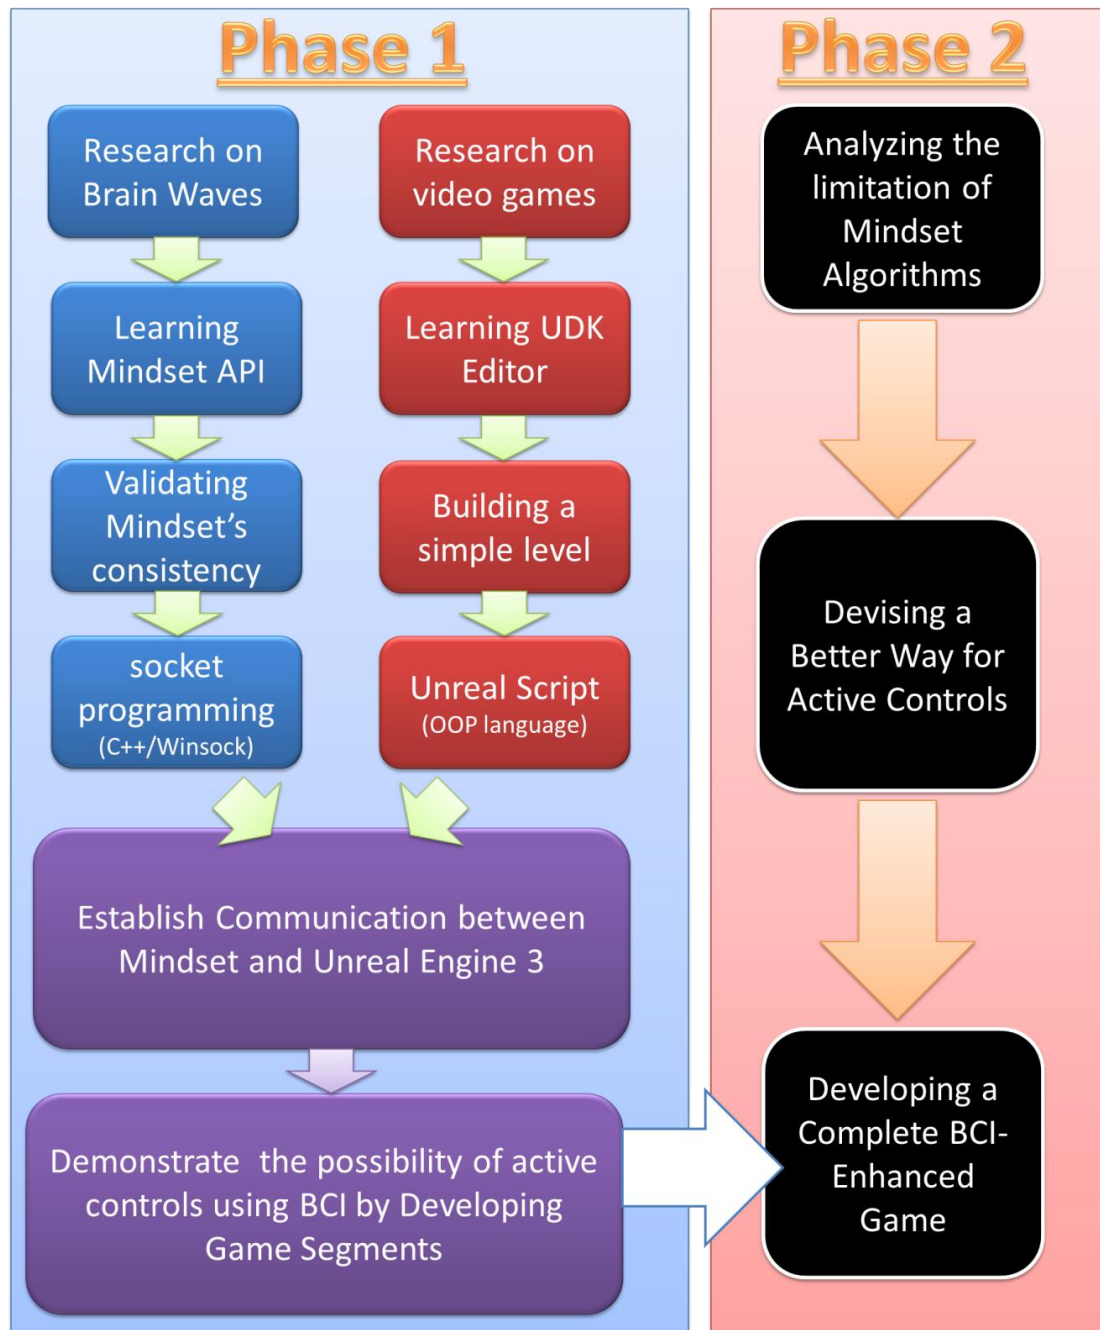 Phase 1
Research on
Brain Waves
Learning
Mindset API
Validating
Mindset’s
consistency
socket
programming
(C++/Winsock)
Research on
video games
Learning UDK
Editor
Building a
simple level
Unreal Script
(OOP language)
Establish Communication between
Mindset and Unreal Engine 3
Demonstrate  the possibility of active
controls using BCI by Developing
Game Segments
Phase 2
Analyzing the
limitation of
Mindset
Algorithms
Devising a
Better Way for
Active Controls
Developing a
Complete BCI-
Enhanced
Game